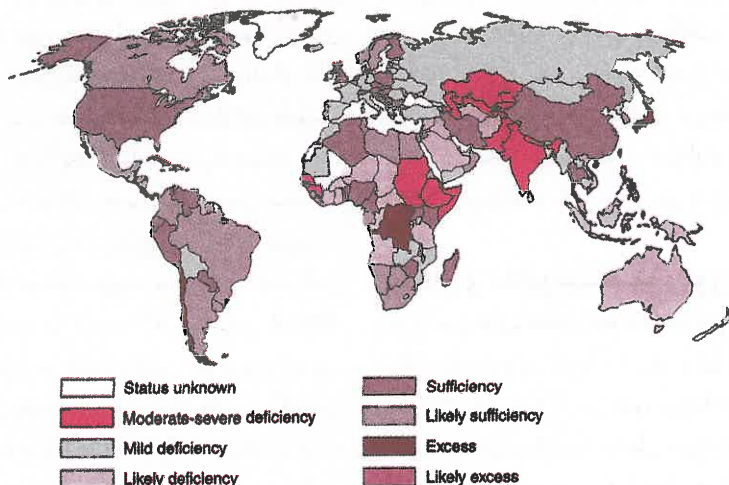 Status unknown
Moderate-severe deficiency
Mild deficiency
Likely deficiency
Sufficiency
Likely sufficiency
Excess
Likely excess